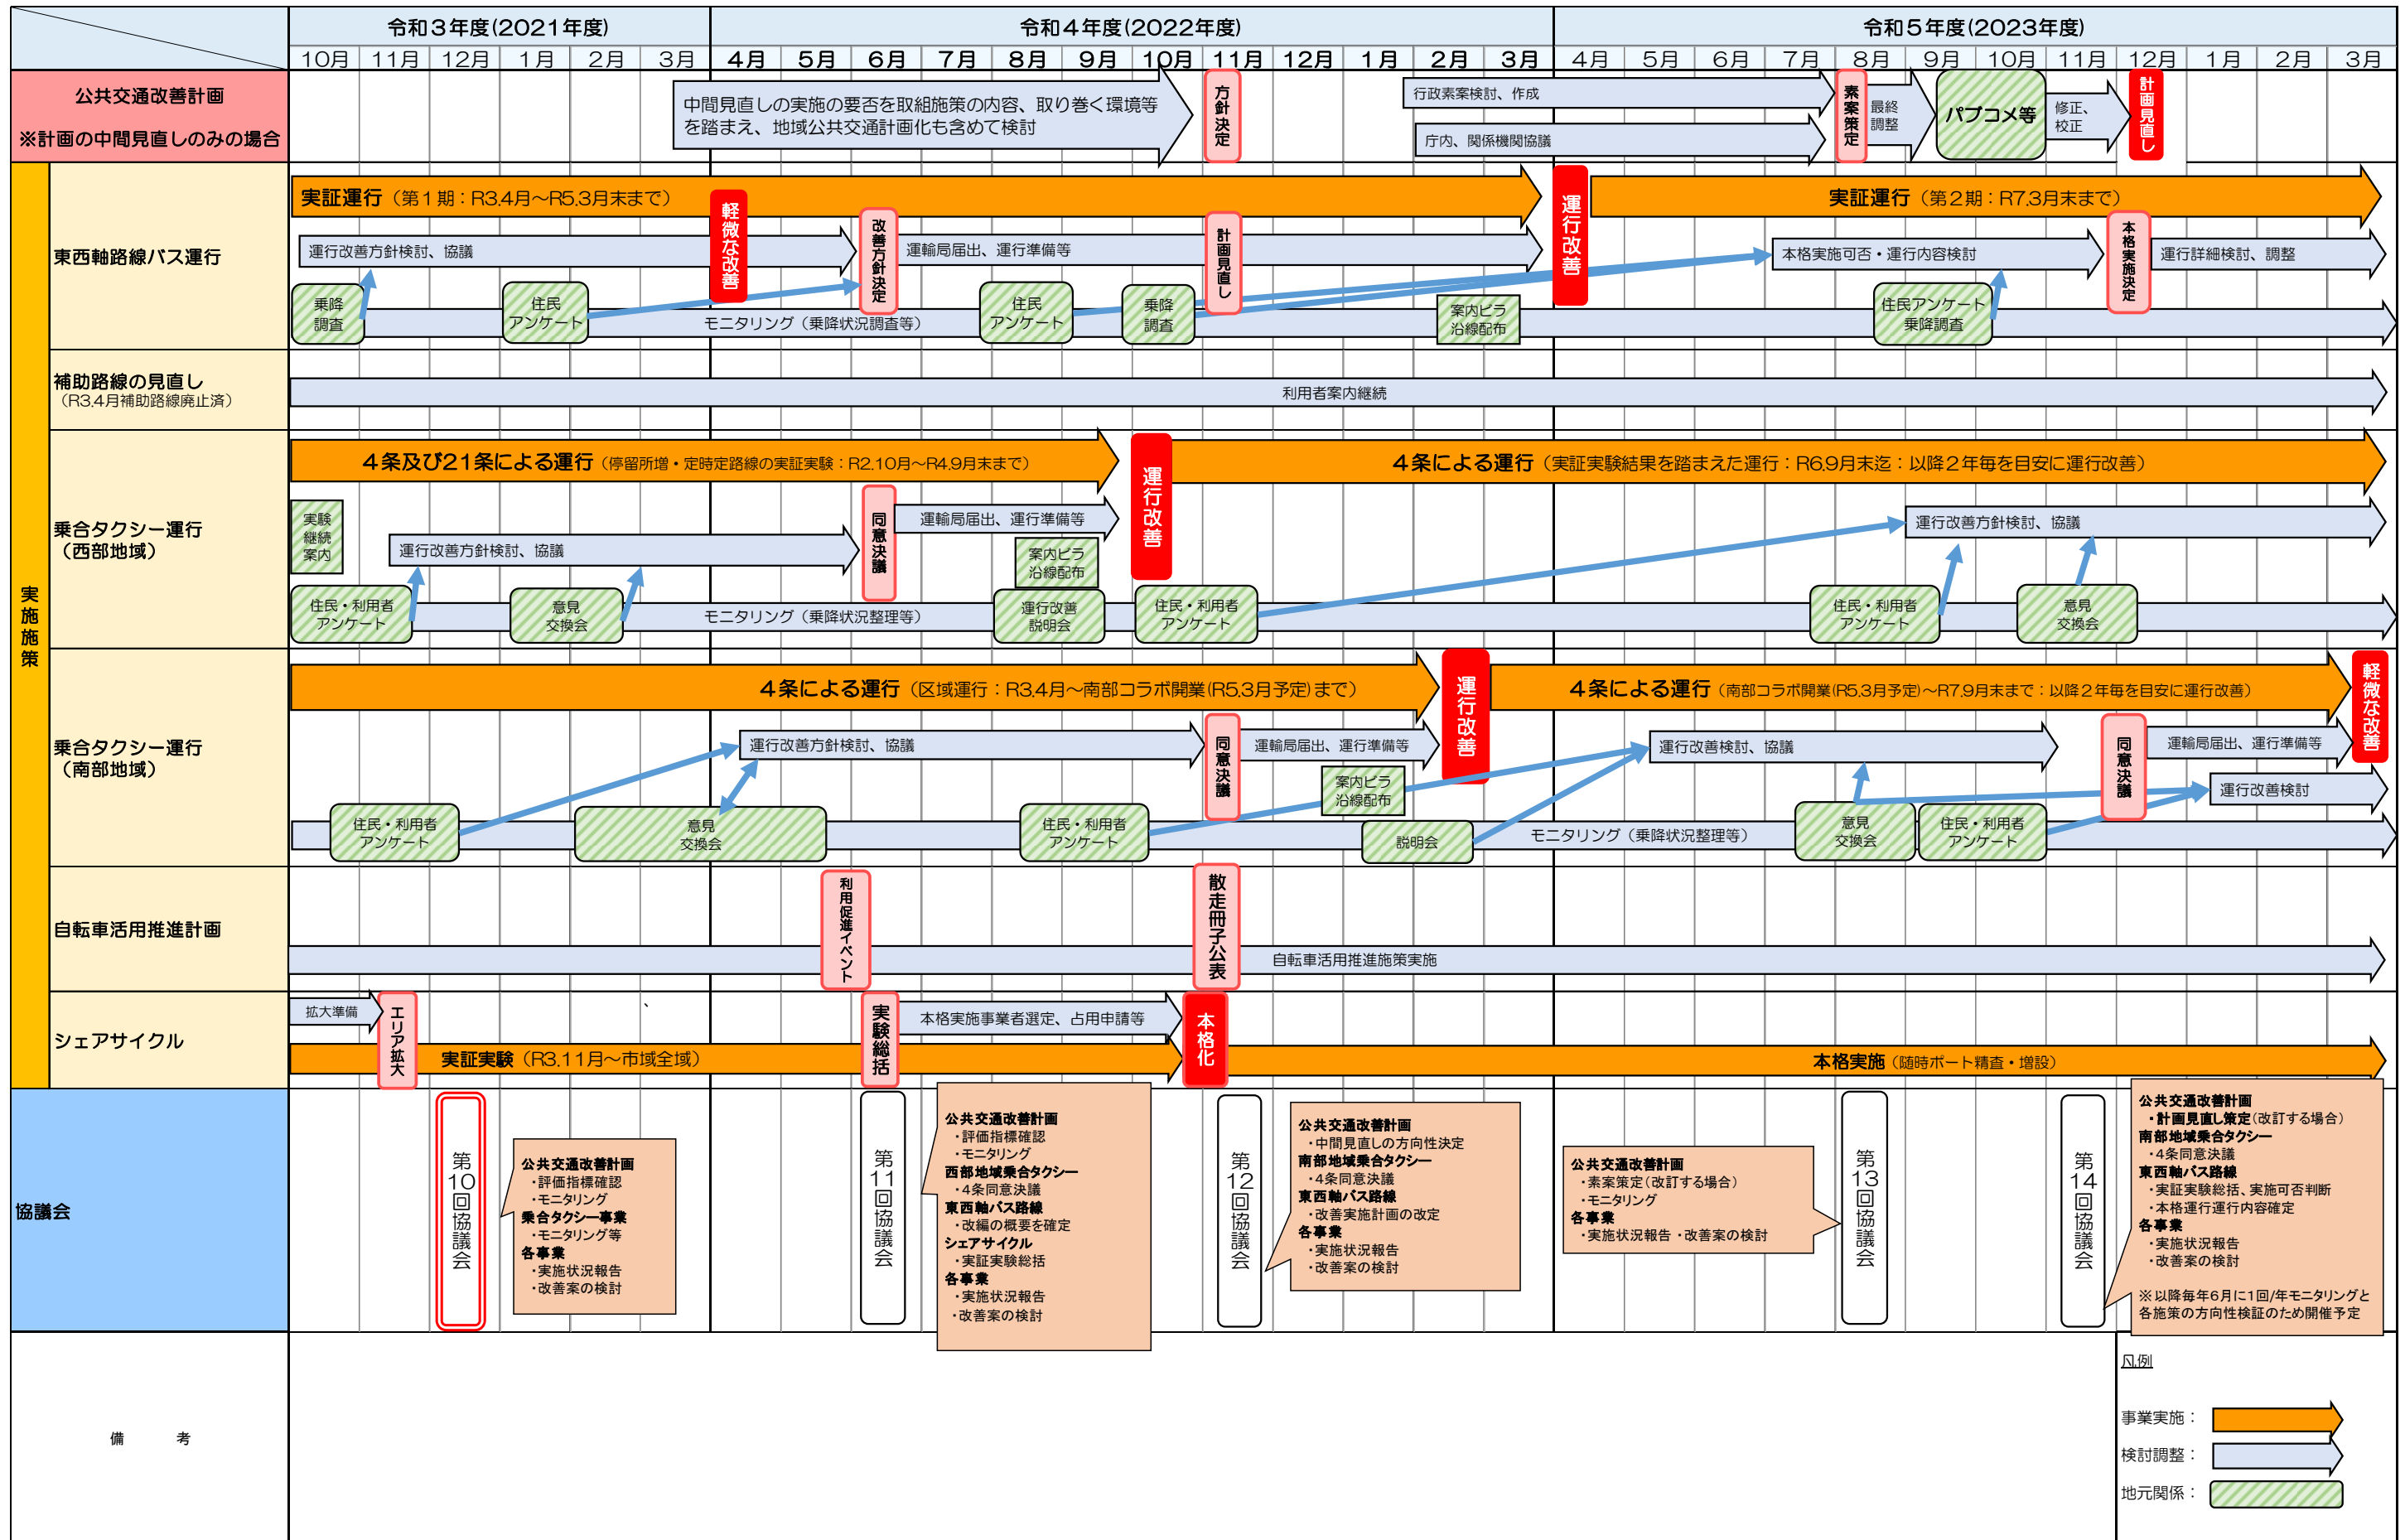 令和３年度(2021年度)
令和４年度(2022年度)
令和５年度(2023年度)
10月 11月 12月 1月 2月 3月 4月 5月 6月 7月 8月 9月 10月 11月 12月 1月 2月 3月 4月 5月 6月 7月 8月 9月 10月 11月 12月 1月 2月 3月
公共交通改善計画
※計画の中間見直しのみの場合
中間見直しの実施の要否を取組施策の内容、取り巻く環境等
を踏まえ、地域公共交通計画化も含めて検討
方針決定
行政素案検討、作成
庁内、関係機関協議
素案策定
最終
調整
パブコメ等
修正、
校正
計画見直し
実施施策
東西軸路線バス運行
実証運行（第１期：R3.4月～R5.3月末まで）
軽微な改善
運行改善
実証運行（第２期：R7.3月末まで）
運行改善方針検討、協議
改善方針決定
運輸局届出、運行準備等
計画見直し
本格実施可否・運行内容検討
本格実施決定
運行詳細検討、調整
乗降
調査
住民
アンケート
モニタリング（乗降状況調査等）
住民
アンケート
乗降
調査
案内ビラ
沿線配布
住民アンケート
乗降調査
補助路線の見直し
（R3.4月補助路線廃止済）
利用者案内継続
乗合タクシー運行
（西部地域）
４条及び21条による運行（停留所増・定時定路線の実証実験：R2.10月～R4.9月末まで）
運行改善
４条による運行（実証実験結果を踏まえた運行：R6.9月末迄：以降２年毎を目安に運行改善）
実験
継続
案内
運行改善方針検討、協議
同意決議
運輸局届出、運行準備等
案内ビラ
沿線配布
運行改善方針検討、協議
住民・利用者
アンケート
意見
交換会
モニタリング（乗降状況整理等）
運行改善
説明会
住民・利用者
アンケート
住民・利用者
アンケート
意見
交換会
乗合タクシー運行
（南部地域）
４条による運行（区域運行：R3.4月～南部コラボ開業(R5.3月予定)まで）
運行改善
４条による運行（南部コラボ開業(R5.3月予定)～R7.9月末まで：以降２年毎を目安に運行改善）
軽微な改善
運行改善方針検討、協議
同意決議
運輸局届出、運行準備等
案内ビラ
沿線配布
運行改善検討、協議
同意決議
運輸局届出、運行準備等
運行改善検討
住民・利用者
アンケート
意見
交換会
住民・利用者
アンケート
説明会
モニタリング（乗降状況整理等）
意見
交換会
住民・利用者
アンケート
自転車活用推進計画
利用促進イベント
散走冊子公表
自転車活用推進施策実施
シェアサイクル
拡大準備
エリア拡大
、
実験総括
本格実施事業者選定、占用申請等
本格化
実証実験（R3.11月～市域全域）
本格実施（随時ポート精査・増設）
協議会
第10回協議会
公共交通改善計画
・評価指標確認
・モニタリング
乗合タクシー事業
・モニタリング等
各事業
・実施状況報告
・改善案の検討
第11回協議会
公共交通改善計画
・評価指標確認
・モニタリング
西部地域乗合タクシー
・4条同意決議
東西軸バス路線
・改編の概要を確定
シェアサイクル
・実証実験総括
各事業
・実施状況報告
・改善案の検討
第12回協議会
公共交通改善計画
・中間見直しの方向性決定
南部地域乗合タクシー
・4条同意決議
東西軸バス路線
・改善実施計画の改定
各事業
・実施状況報告
・改善案の検討
公共交通改善計画
・素案策定（改訂する場合）
・モニタリング
各事業
・実施状況報告 ・改善案の検討
第13回協議会
第14回協議会
公共交通改善計画
・計画見直し策定（改訂する場合）
南部地域乗合タクシー
・4条同意決議
東西軸バス路線
・実証実験総括、実施可否判断
・本格運行運行内容確定
各事業
・実施状況報告
・改善案の検討
※以降毎年6月に1回/年モニタリングと
各施策の方向性検証のため開催予定
備 考
凡例
事業実施：
検討調整：
地元関係：